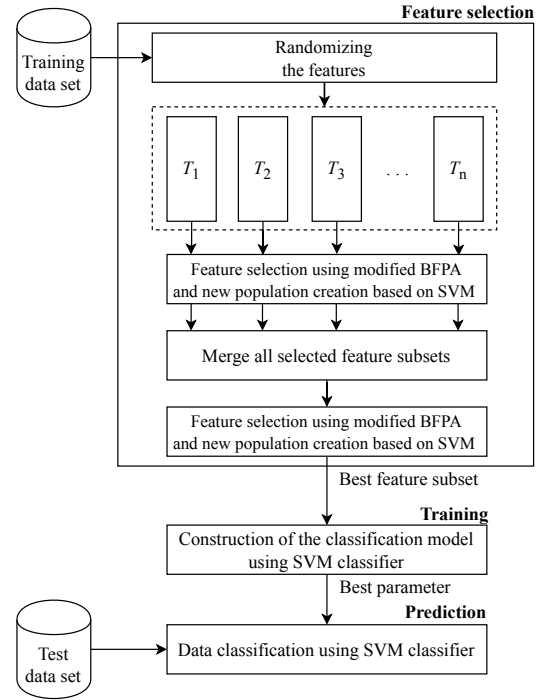 Feature selection
Training
data set
Randomizing
the features
T1 T2 T3 . . . Tn
Feature selection using modified BFPA
and new population creation based on SVM
Merge all selected feature subsets
Feature selection using modified BFPA
and new population creation based on SVM
Best feature subset
Training
Construction of the classification model
using SVM classifier
Best parameter
Prediction
Test
data set
Data classification using SVM classifier